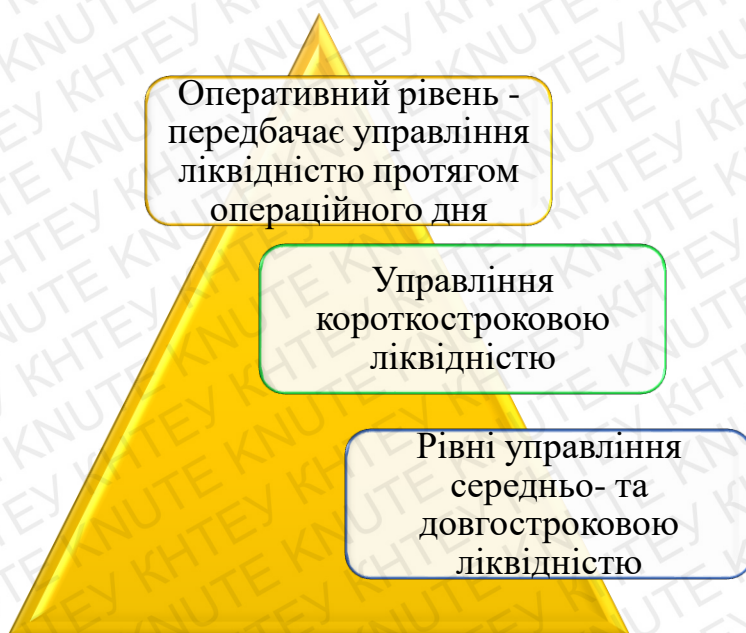 Оперативний рівень -
передбачає управління
ліквідністю протягом
операційного дня
Управління
короткостроковою
ліквідністю
Рівні управління
середньо- та
довгостроковою
ліквідністю